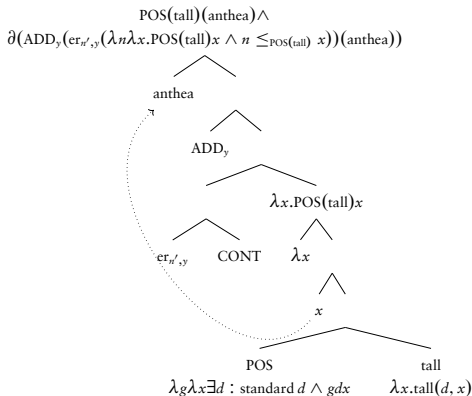 POS(tall)(anthea)∧
∂(ADD_y(er_{n′,y}(λnλx.POS(tall)x ∧ n ≤_{POS(tall)} x))(anthea))
anthea
ADD_y
λx.POS(tall)x
er_{n′,y} CONT λx
x
POS tall
λgλx∃d : standard d ∧ gdx λx.tall(d, x)